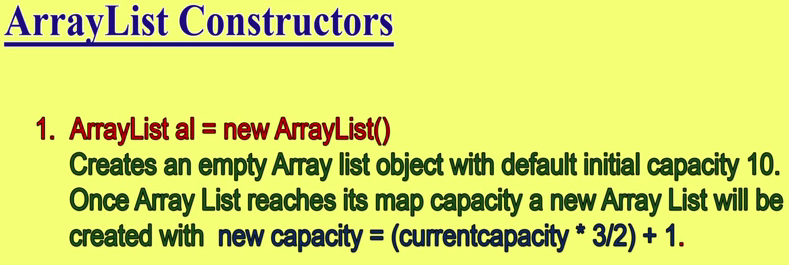 ArrayList Constructors
1. ArrayList al = new ArrayList()
Creates an empty Array list object with default initial capacity 10.
Once Array List reaches its map capacity a new Array List will be
created with new capacity = (currentcapacity * 3/2) + 1.